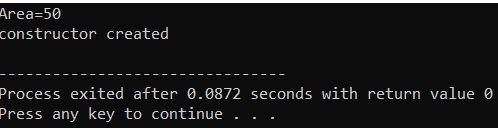 Area=50
constructor created
--------------------------------
Process exited after 0.0872 seconds with return value 0
Press any key to continue . . .